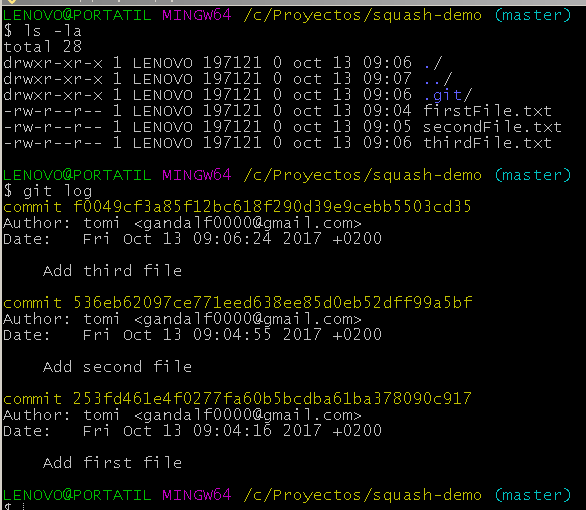 LENOVO@PORTATIL MINGW64 /c/Proyectos/squash-demo (master)
$ ls -la
total 28
drwxr-xr-x 1 LENOVO 197121 0 oct 13 09:06 ./
drwxr-xr-x 1 LENOVO 197121 0 oct 13 09:07 ../
drwxr-xr-x 1 LENOVO 197121 0 oct 13 09:06 .git/
-rw-r--r-- 1 LENOVO 197121 0 oct 13 09:04 firstFile.txt
-rw-r--r-- 1 LENOVO 197121 0 oct 13 09:05 secondFile.txt
-rw-r--r-- 1 LENOVO 197121 0 oct 13 09:06 thirdFile.txt
LENOVO@PORTATIL MINGW64 /c/Proyectos/squash-demo (master)
$ git log
commit f0049cf3a85f12bc618f290d39e9cebb5503cd35
Author: tomi <gandalf0000@gmail.com>
Date:   Fri Oct 13 09:06:24 2017 +0200
    Add third file
commit 536eb62097ce771eed638ee85d0eb52dff99a5bf
Author: tomi <gandalf0000@gmail.com>
Date:   Fri Oct 13 09:04:55 2017 +0200
    Add second file
commit 253fd461e4f0277fa60b5bcdba61ba378090c917
Author: tomi <gandalf0000@gmail.com>
Date:   Fri Oct 13 09:04:16 2017 +0200
    Add first file
LENOVO@PORTATIL MINGW64 /c/Proyectos/squash-demo (master)
$